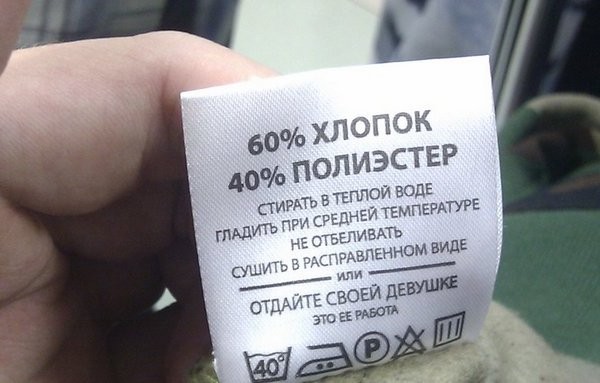 60% ХЛОПОК
40% ПОЛИЭСТЕР
СТИРАТЬ В ТЕПЛОЙ ВОДЕ
ГЛАДИТЬ ПРИ СРЕДНЕЙ ТЕМПЕРАТУРЕ
НЕ ОТБЕЛИВАТЬ
СУШИТЬ В РАСПРАВЛЕННОМ ВИДЕ
ИЛИ
ОТДАЙТЕ СВОЕЙ ДЕВУШКЕ
ЭТО ЕЕ РАБОТА
40° P